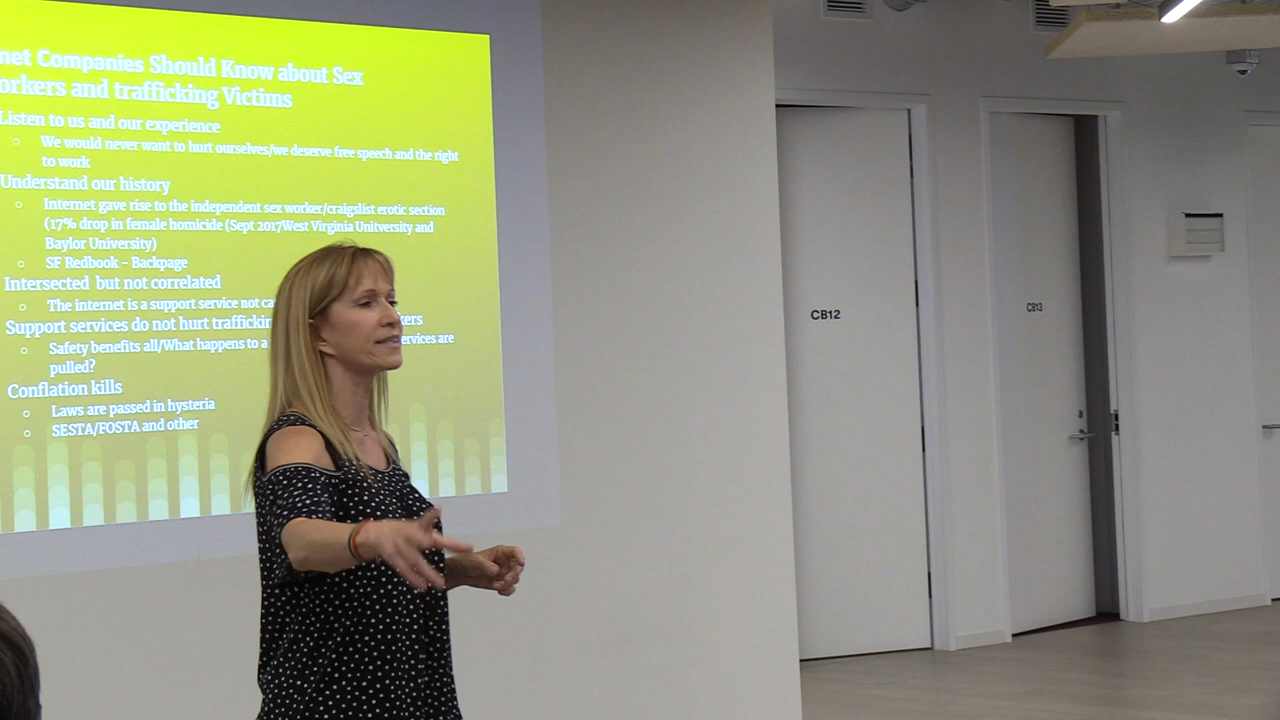 net Companies Should Know about Sex
orkers and trafficking Victims
Listen to us and our experience
We would never want to hurt ourselves/we deserve free speech and the right
to work
Understand our history
Internet gave rise to the independent sex worker/craigslist erotic section
(17% drop in female homicide (Sept 2017West Virginia Unitversity and
Baylor University)
SF Redbook - Backpage
Intersected but not correlated
The internet is a support service not ca
Support services do not hurt traffickin kers
Safety benefits all/What happens to a ervices are
pulled?
Conflation kills
Laws are passed in hysteria
SESTA/FOSTA and other
CB12
CB13